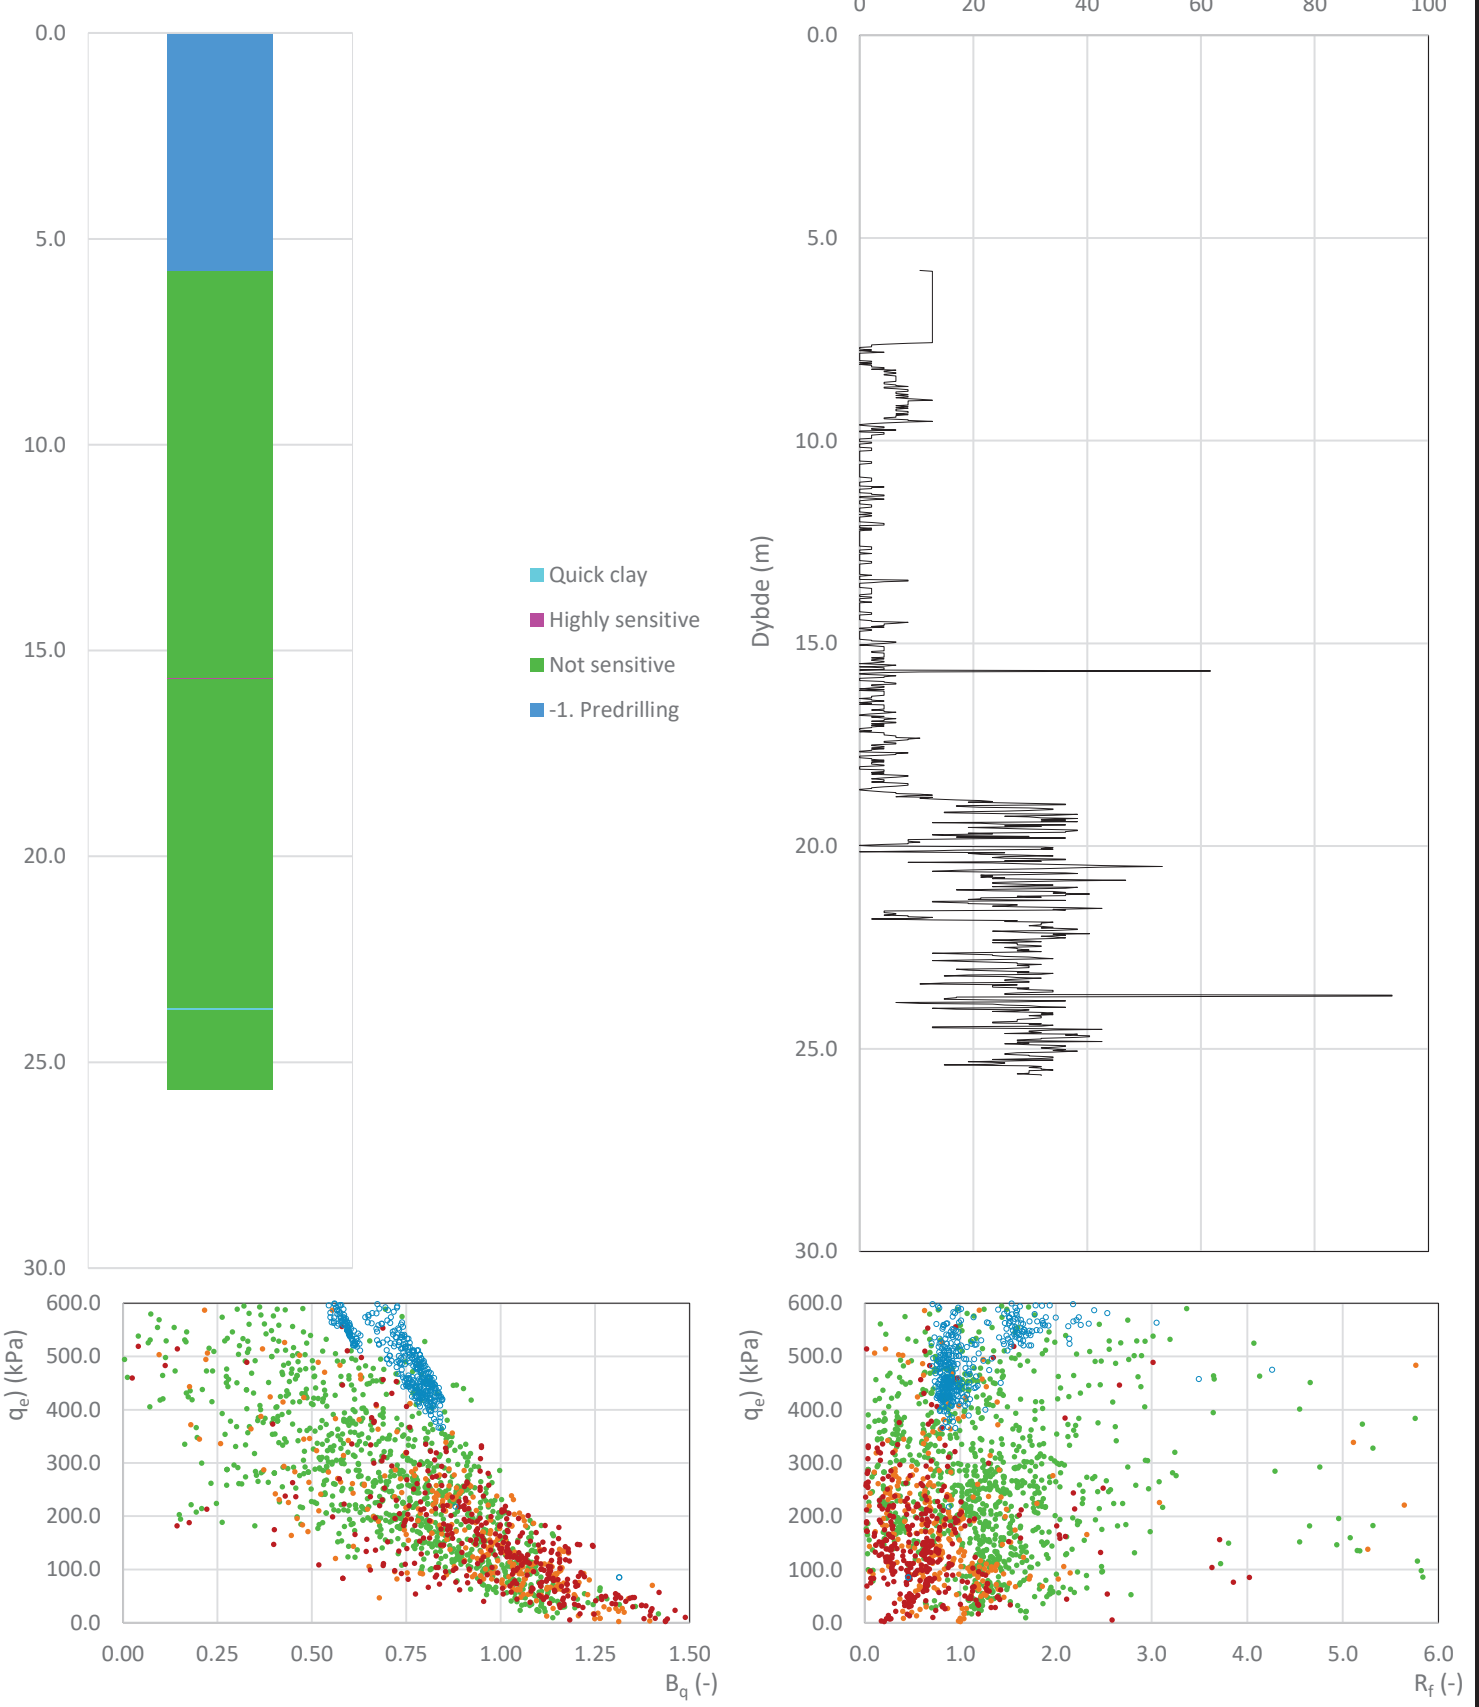 0 20 40 60 80 100
0.0
5.0
10.0
15.0
20.0
25.0
30.0
Quick clay
Highly sensitive
Not sensitive
-1. Predrilling
Dybde (m)
0.0
5.0
10.0
15.0
20.0
25.0
30.0
qe) (kPa)
600.0
500.0
400.0
300.0
200.0
100.0
0.0
0.00 0.25 0.50 0.75 1.00 1.25 1.50
Bq (-)
qe) (kPa)
600.0
500.0
400.0
300.0
200.0
100.0
0.0
0.0 1.0 2.0 3.0 4.0 5.0 6.0
Rf (-)